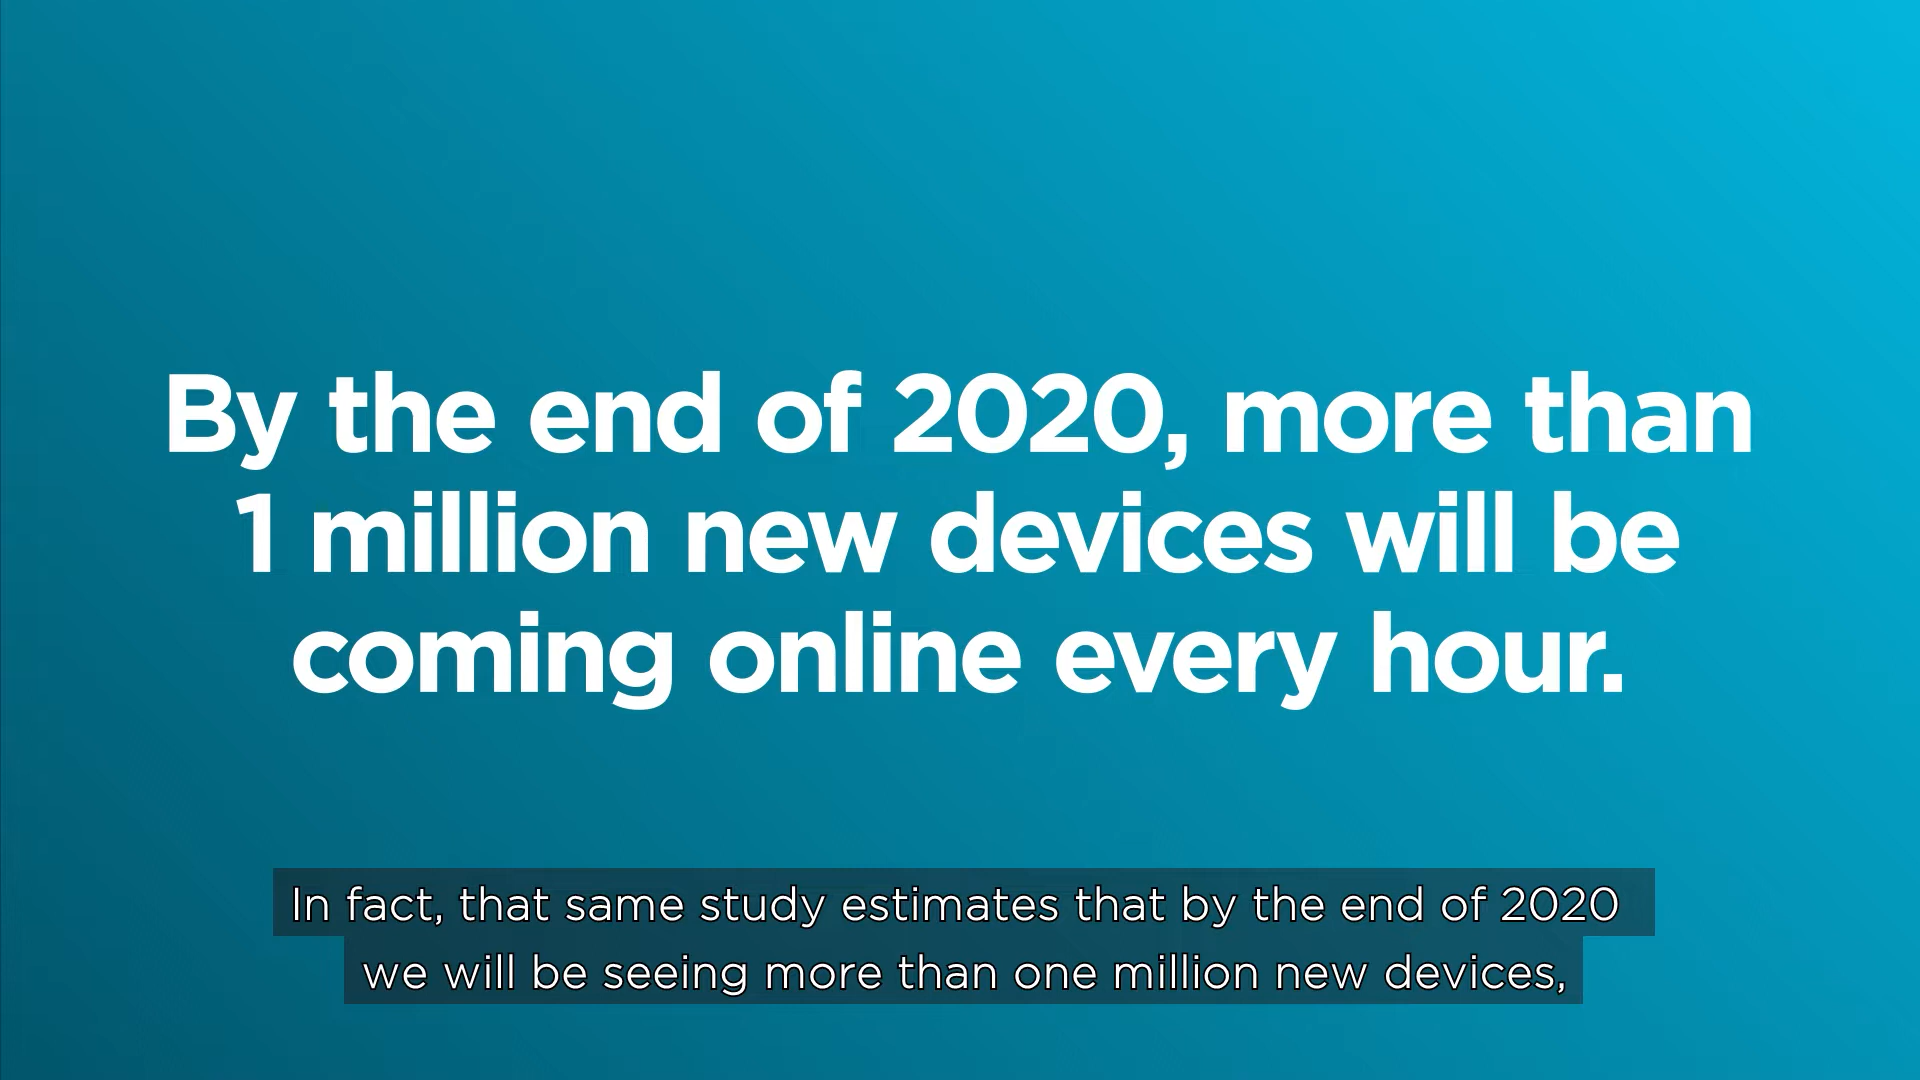 By the end of 2020, more than
1 million new devices will be
coming online every hour.
In fact, that same study estimates that by the end of 2020
we will be seeing more than one million new devices,